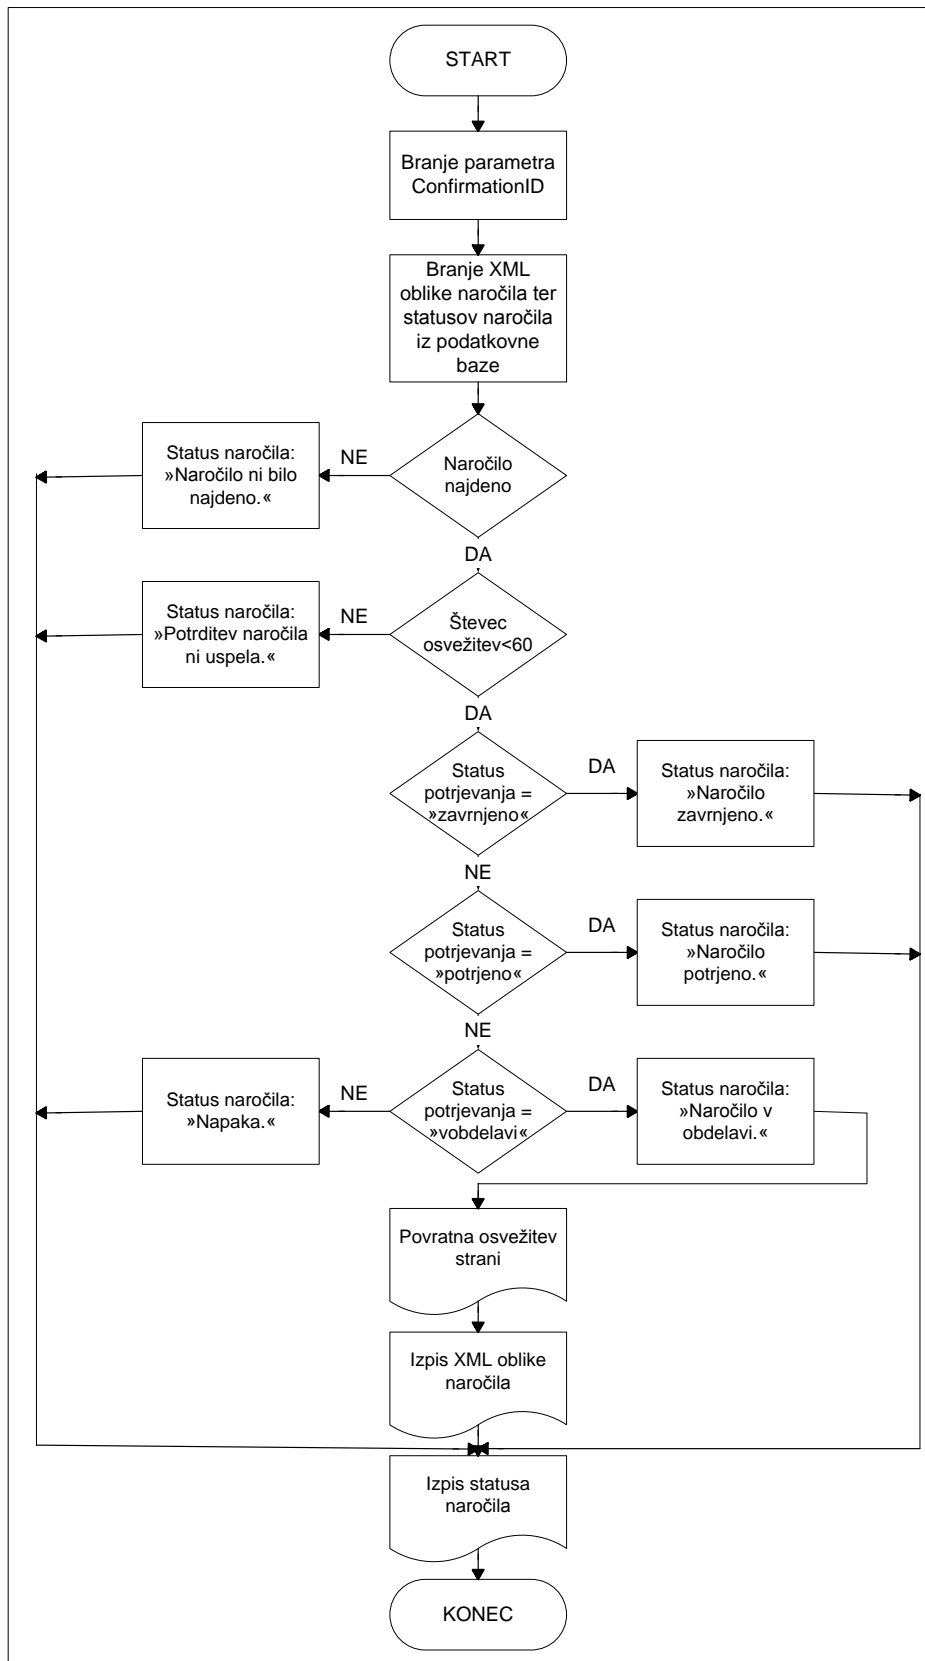 START
Branje parametra
ConfirmationID
Branje XML
oblike naročila ter
statusov naročila
iz podatkovne
baze
Naročilo
najdeno
NE
Status naročila:
»Naročilo ni bilo
najdeno.«
DA
Števec
osvežitev<60
NE
Status naročila:
»Potrditev naročila
ni uspela.«
DA
Status
potrjevanja =
»zavrnjeno«
DA
Status naročila:
»Naročilo
zavrnjeno.«
NE
Status
potrjevanja =
»potrjeno«
DA
Status naročila:
»Naročilo
potrjeno.«
NE
Status
potrjevanja =
»vobdelavi«
NE
Status naročila:
»Napaka.«
DA
Status naročila:
»Naročilo v
obdelavi.«
Povratna osvežitev
strani
Izpis XML oblike
naročila
Izpis statusa
naročila
KONEC